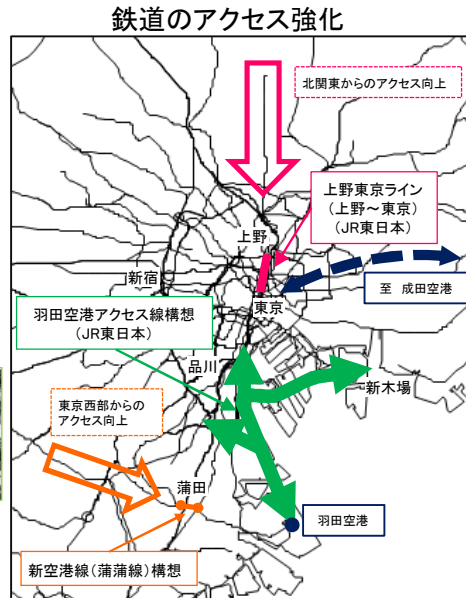 鉄道のアクセス強化
北関東からのアクセス向上
上野東京ライン
(上野～東京)
(JR東日本)
上野
新宿
至 成田空港
東京
羽田空港アクセス線構想
(JR東日本)
品川
新木場
東京西部からの
アクセス向上
蒲田
羽田空港
新空港線(蒲蒲線)構想